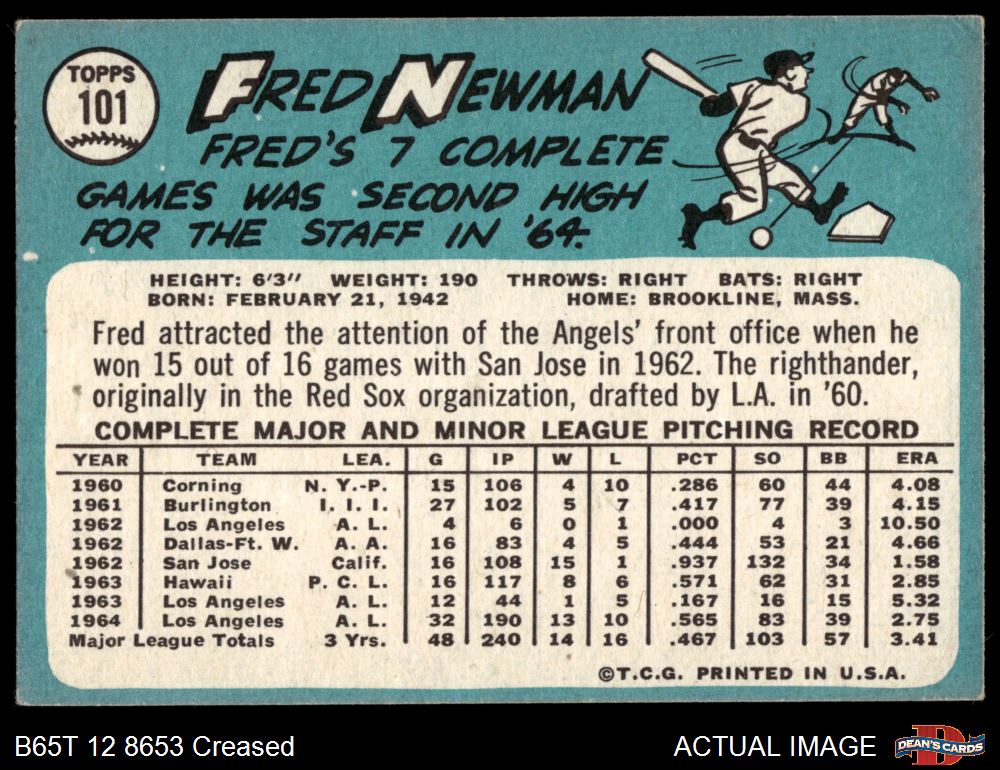 TOPPS
101
FRED NEWMAN
FRED'S 7 COMPLETE
GAMES WAS SECOND HIGH
FOR THE STAFF IN '64.
HEIGHT: 6'3" WEIGHT: 190 THROWS: RIGHT BATS: RIGHT
BORN: FEBRUARY 21, 1942 HOME: BROOKLINE, MASS.
Fred attracted the attention of the Angels' front office when he
won 15 out of 16 games with San Jose in 1962. The righthander,
originally in the Red Sox organization, drafted by L.A. in '60.
COMPLETE MAJOR AND MINOR LEAGUE PITCHING RECORD
YEAR TEAM LEA. G IP W L PCT SO BB ERA
1960 Corning N. Y.-P. 15 106 4 10 .286 60 44 4.08
1961 Burlington I. I. I. 27 102 5 7 .417 77 39 4.15
1962 Los Angeles A. L. 4 6 0 1 .000 4 3 10.50
1962 Dallas-Ft. W. A. A. 16 83 4 5 .444 53 21 4.66
1962 San Jose Calif. 16 108 15 1 .937 132 34 1.58
1963 Hawaii P. C. L. 16 117 8 6 .571 62 31 2.85
1963 Los Angeles A. L. 12 44 1 5 .167 16 15 5.32
1964 Los Angeles A. L. 32 190 13 10 .565 83 39 2.75
Major League Totals 3 Yrs. 48 240 14 16 .467 103 57 3.41
©T.C.G. PRINTED IN U.S.A.
B65T 12 8653 Creased ACTUAL IMAGE DEAN'S CARDS